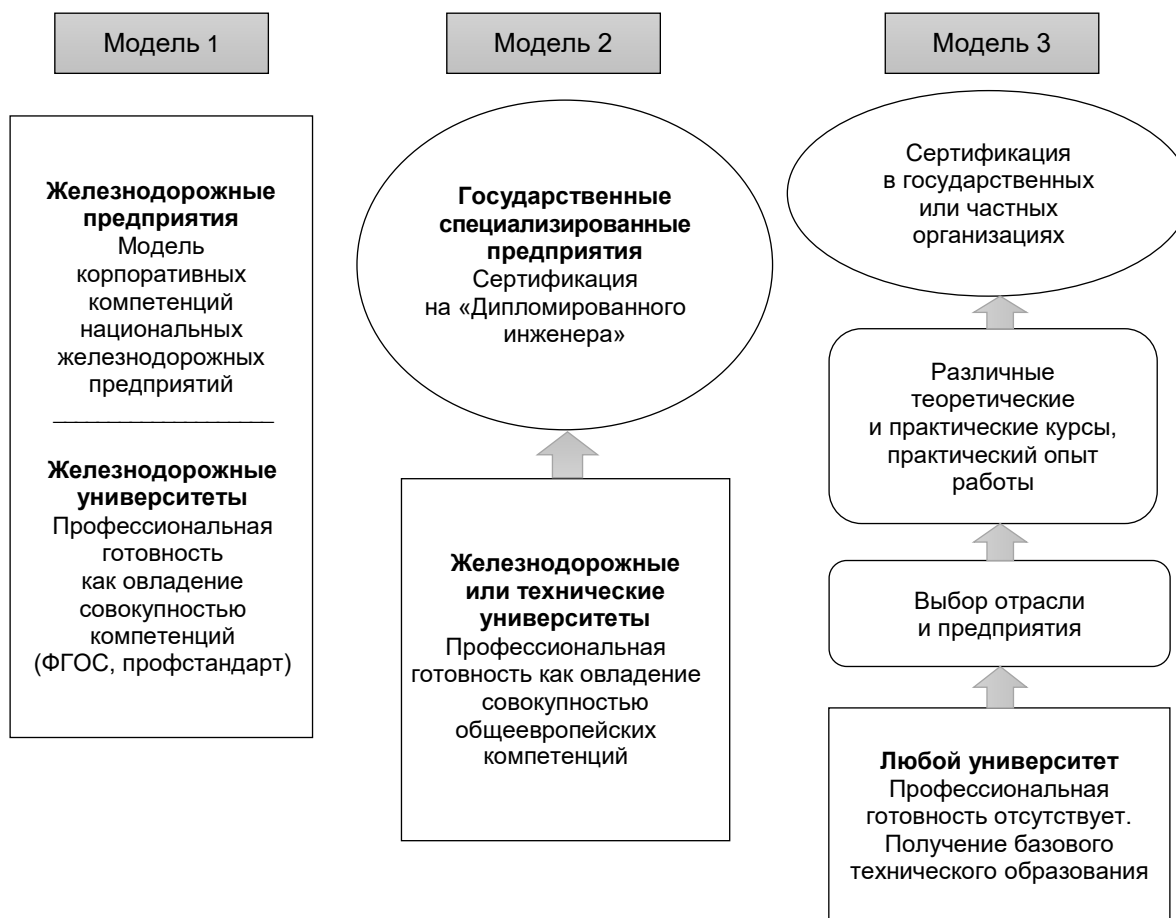 Модель 1
Железнодорожные
предприятия
Модель
корпоративных
компетенций
национальных
железнодорожных
предприятий
Железнодорожные
университеты
Профессиональная
готовность
как овладение
совокупностью
компетенций
(ФГОС, профстандарт)
Модель 2
Государственные
специализированные
предприятия
Сертификация
на «Дипломированного
инженера»
Железнодорожные
или технические
университеты
Профессиональная
готовность как овладение
совокупностью
общеевропейских
компетенций
Модель 3
Сертификация
в государственных
или частных
организациях
Различные
теоретические
и практические курсы,
практический опыт
работы
Выбор отрасли
и предприятия
Любой университет
Профессиональная
готовность отсутствует.
Получение базового
технического образования